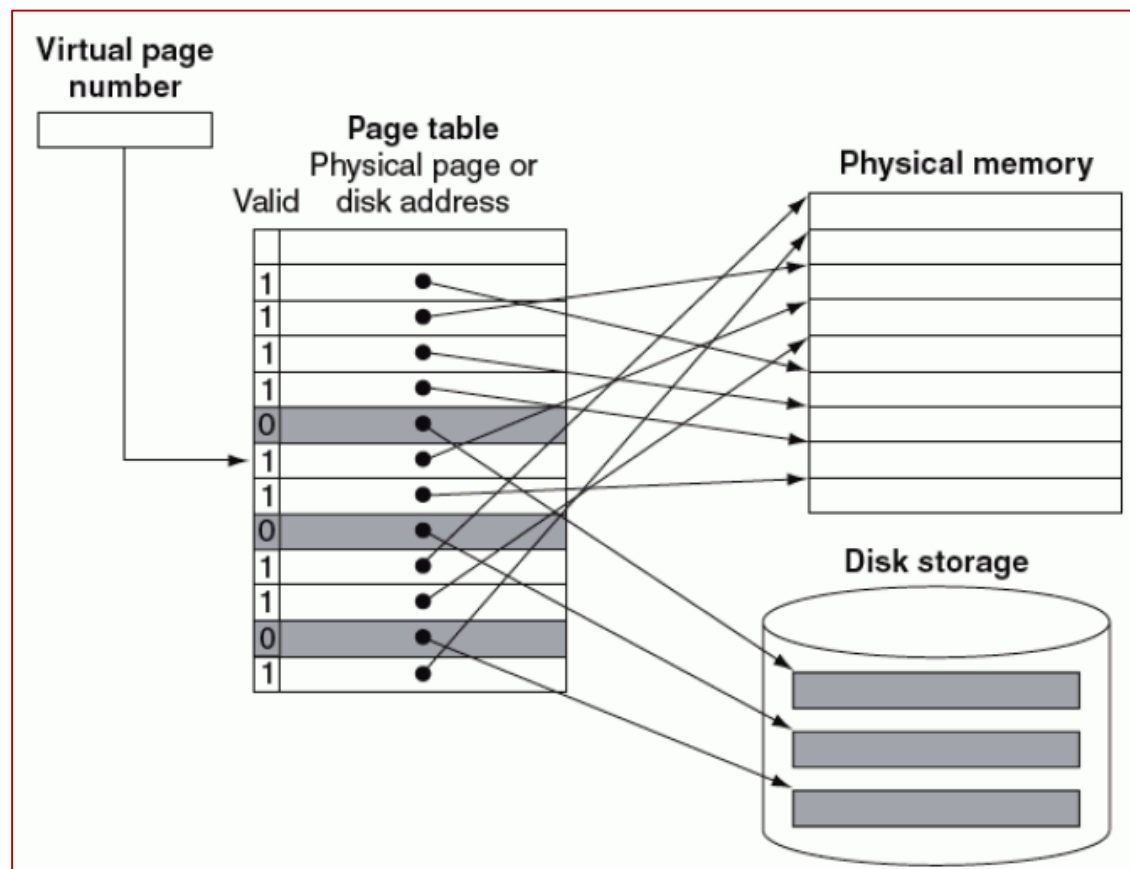 Virtual page
number
Page table
Physical page or
Valid disk address
Physical memory
1
1
1
1
0
1
1
0
1
1
0
1
Disk storage